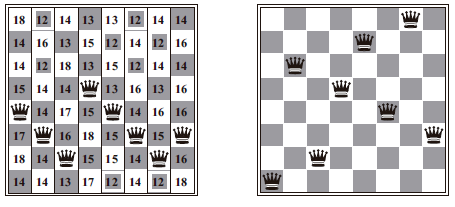 18 12 14 13 13 12 14 14
14 16 13 15 12 14 12 16
14 12 18 13 15 12 14 14
15 14 14 13 16 13 16
14 17 15 14 16 16
17 16 18 15 15
18 14 15 15 14 16
14 14 13 17 12 14 12 18